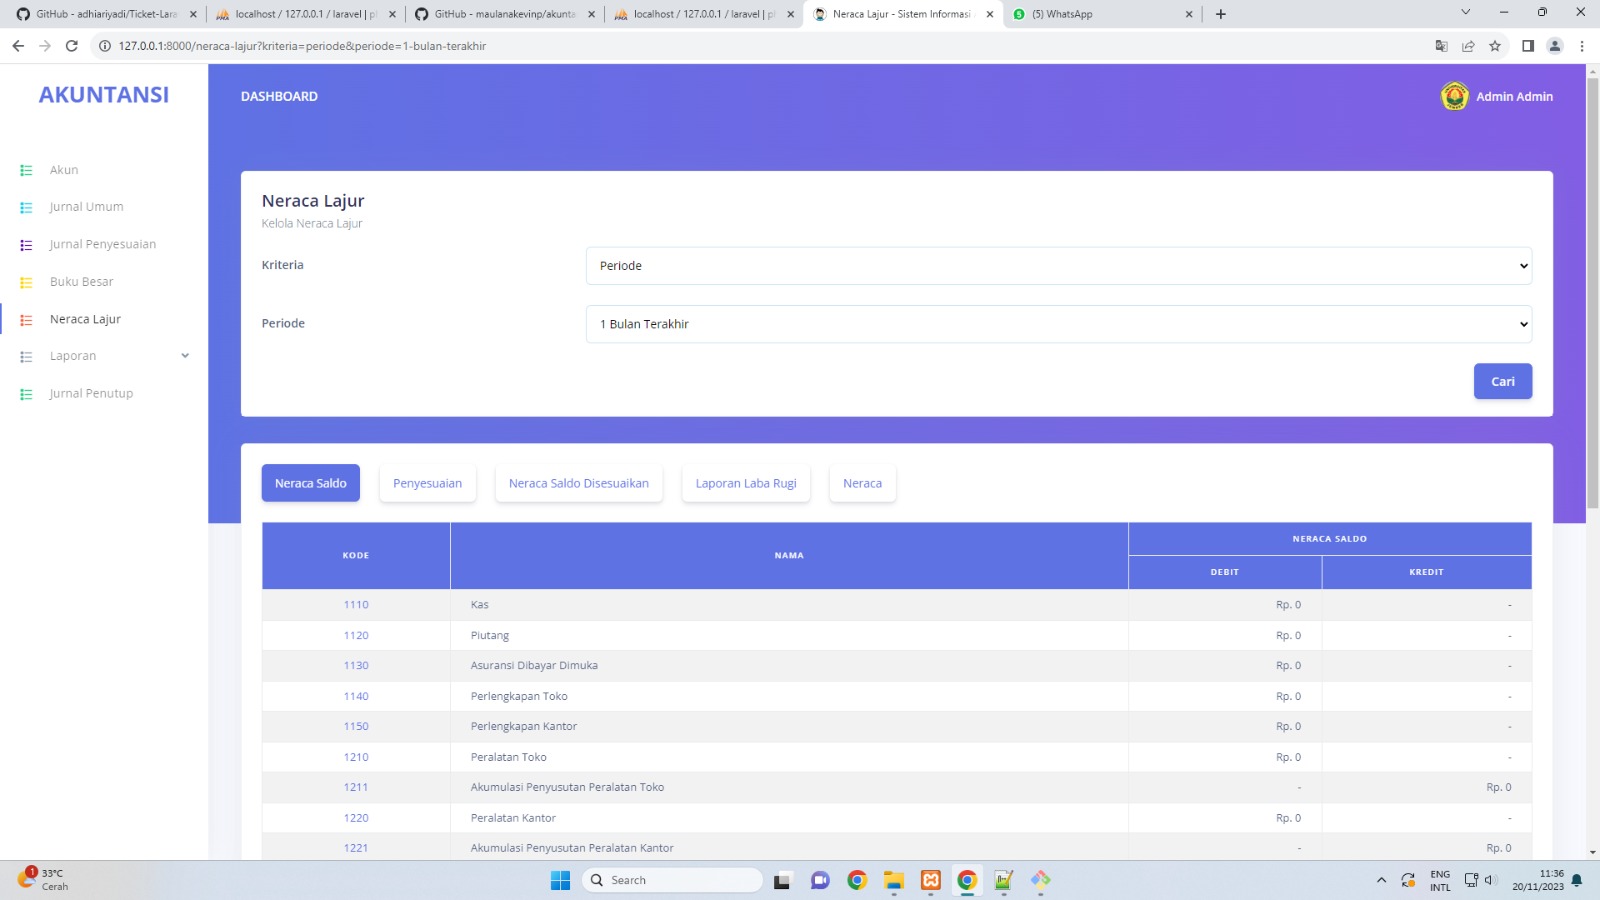 GitHub - adhiariyadi/Ticket-Lara
localhost / 127.0.0.1 / laravel | p
GitHub - maulanakevinp/akunta
localhost / 127.0.0.1 / laravel | p
Neraca Lajur - Sistem Informasi
(5) WhatsApp
127.0.0.1:8000/neraca-lajur?kriteria=periode&periode=1-bulan-terakhir
AKUNTANSI
DASHBOARD
Admin Admin
Akun
Jurnal Umum
Jurnal Penyesuaian
Buku Besar
Neraca Lajur
Laporan
Jurnal Penutup
Neraca Lajur
Kelola Neraca Lajur
Kriteria
Periode
Periode
1 Bulan Terakhir
Cari
Neraca Saldo
Penyesuaian
Neraca Saldo Disesuaikan
Laporan Laba Rugi
Neraca
KODE
NAMA
NERACA SALDO
DEBIT
KREDIT
1110 Kas Rp. 0 -
1120 Piutang Rp. 0 -
1130 Asuransi Dibayar Dimuka Rp. 0 -
1140 Perlengkapan Toko Rp. 0 -
1150 Perlengkapan Kantor Rp. 0 -
1210 Peralatan Toko Rp. 0 -
1211 Akumulasi Penyusutan Peralatan Toko - Rp. 0
1220 Peralatan Kantor Rp. 0 -
1221 Akumulasi Penyusutan Peralatan Kantor - Rp. 0
1
33°C
Cerah
Search
ENG
INTL
11:36
20/11/2023